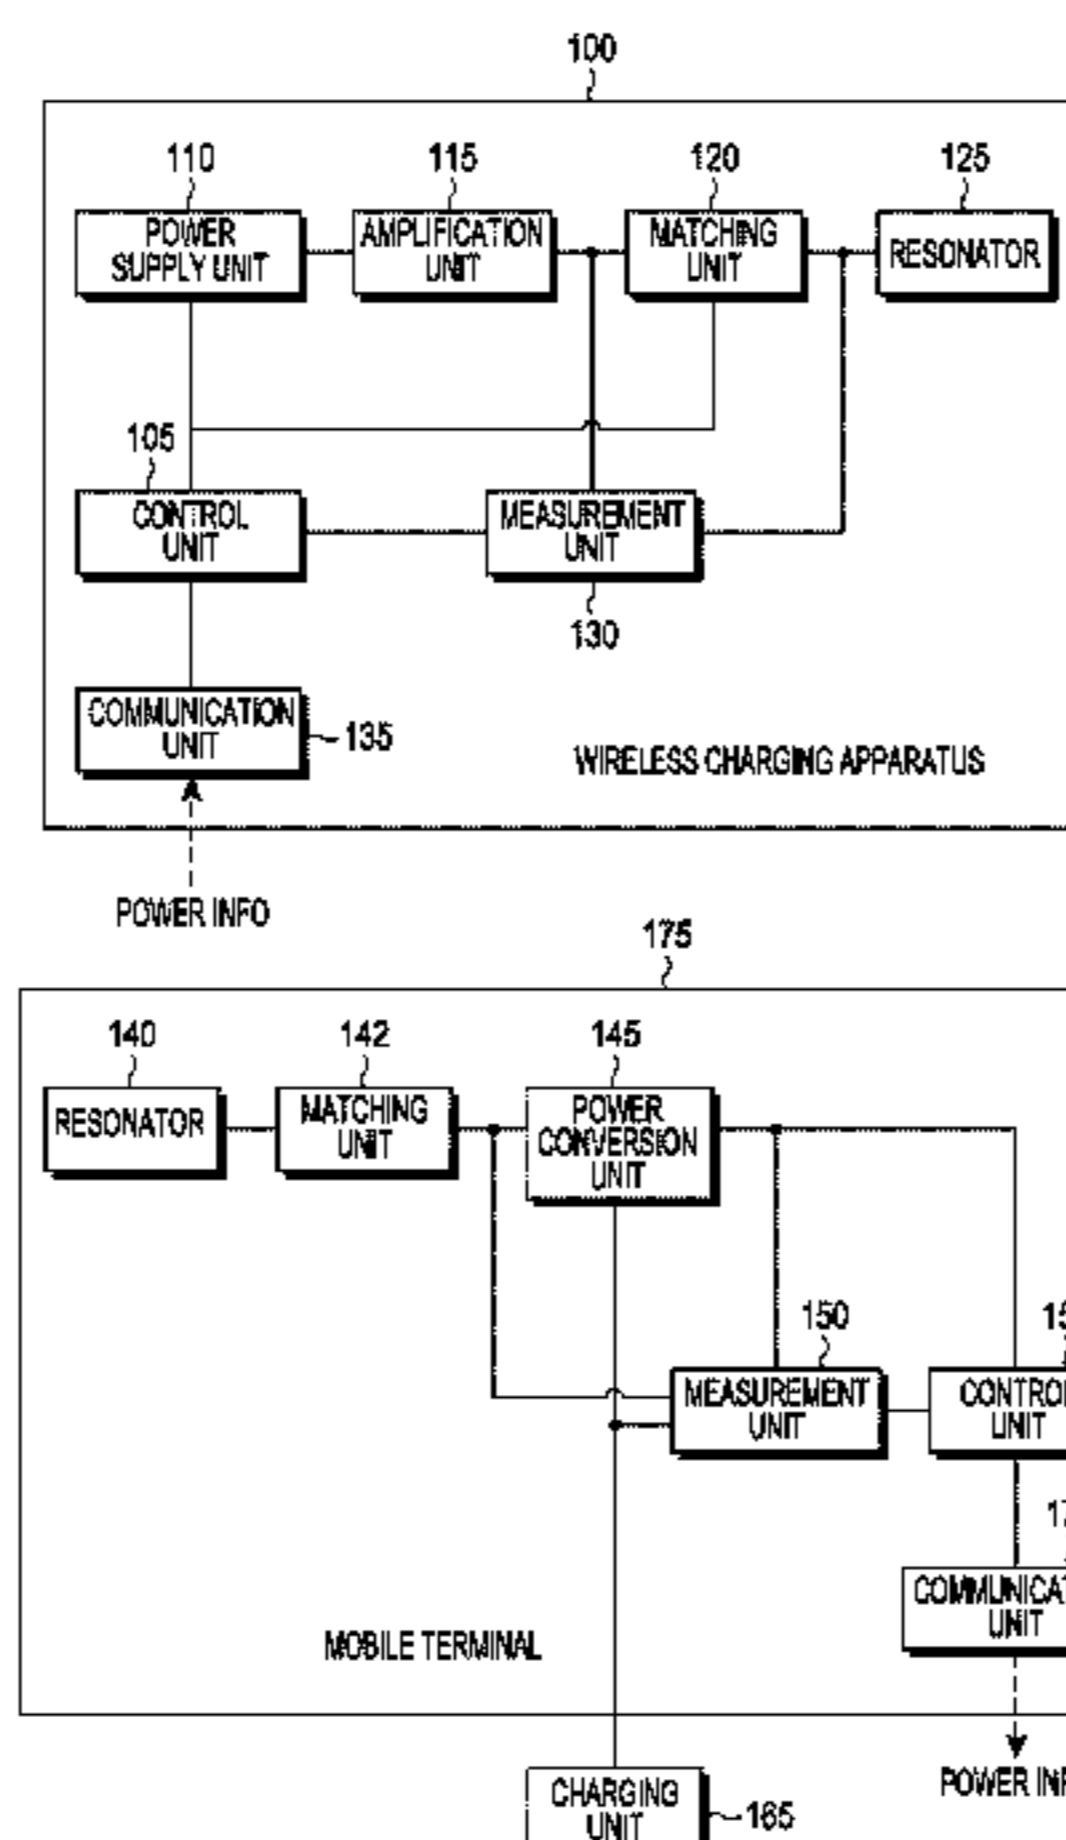 100
110
115
120
125
POWER
SUPPLY UNIT
AMPLIFICATION
UNIT
MATCHING
UNIT
RESONATOR
105
CONTROL
UNIT
MEASUREMENT
UNIT
130
COMMUNICATION
UNIT
135
WIRELESS CHARGING APPARATUS
POWER INFO
175
140
142
145
RESONATOR
MATCHING
UNIT
POWER
CONVERSION
UNIT
150
MEASUREMENT
UNIT
UNIT
UNIT
MOBILE TERMINAL
POWER
CHARGING
UNIT
165